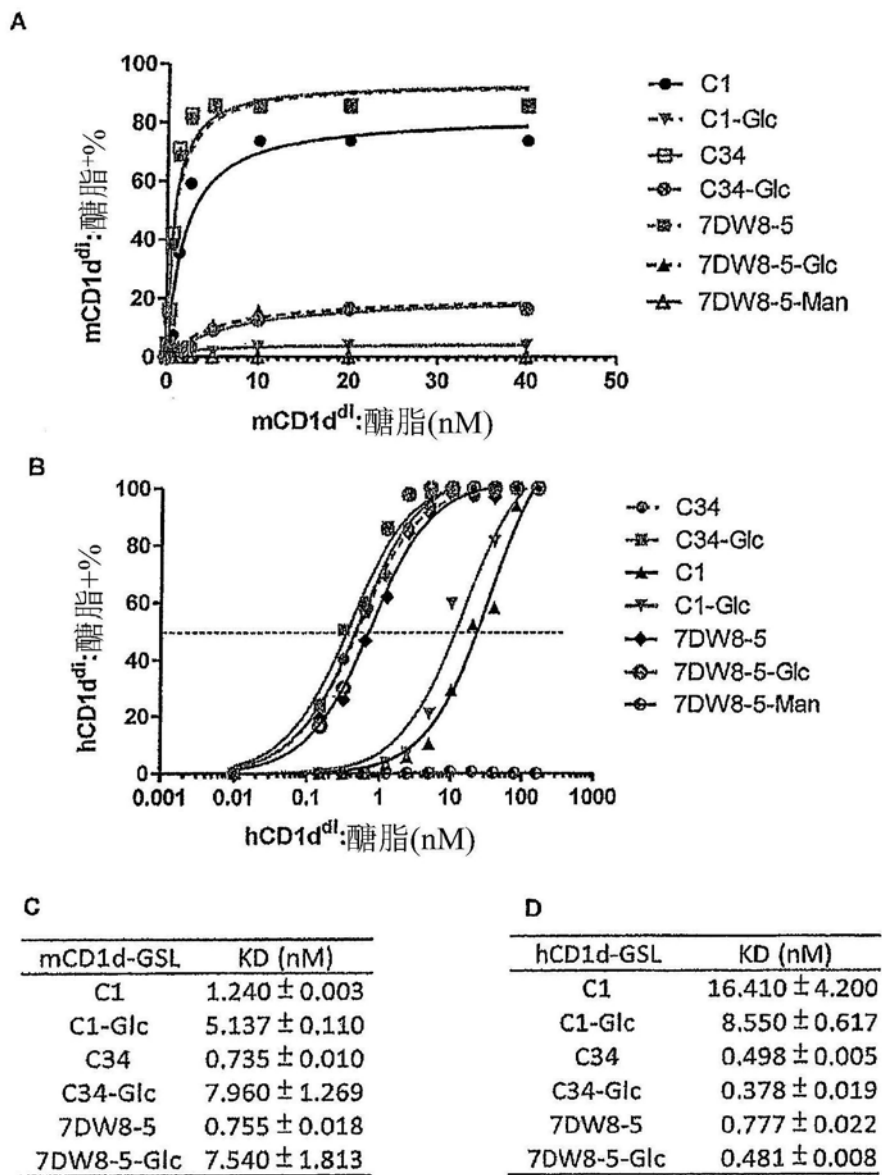 A
mCD1d^di:醣脂+%
100
80
60
40
20
0
0 10 20 30 40 50
mCD1d^di:醣脂(nM)
C1
C1-Glc
C34
C34-Glc
7DW8-5
7DW8-5-Glc
7DW8-5-Man
B
hCD1d^di:醣脂+%
100
80
60
40
20
0
0.001 0.01 0.1 1 10 100 1000
hCD1d^di:醣脂(nM)
C34
C34-Glc
C1
C1-Glc
7DW8-5
7DW8-5-Glc
7DW8-5-Man
C
mCD1d-GSL KD (nM)
C1 1.240 ± 0.003
C1-Glc 5.137 ± 0.110
C34 0.735 ± 0.010
C34-Glc 7.960 ± 1.269
7DW8-5 0.755 ± 0.018
7DW8-5-Glc 7.540 ± 1.813
D
hCD1d-GSL KD (nM)
C1 16.410 ± 4.200
C1-Glc 8.550 ± 0.617
C34 0.498 ± 0.005
C34-Glc 0.378 ± 0.019
7DW8-5 0.777 ± 0.022
7DW8-5-Glc 0.481 ± 0.008